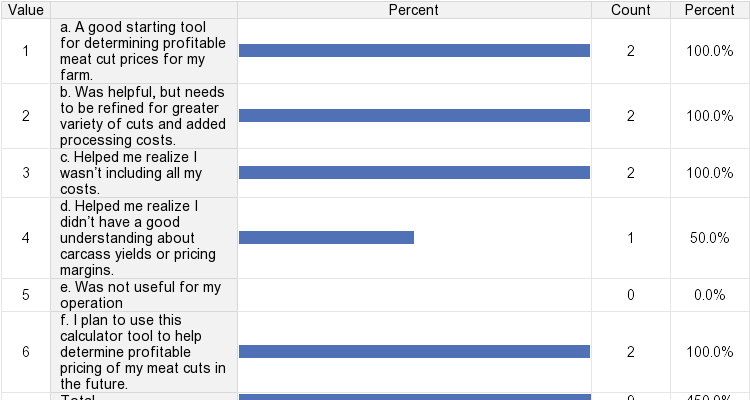 Value Percent Count Percent
1 a. A good starting tool
for determining profitable
meat cut prices for my
farm. 2 100.0%
2 b. Was helpful, but needs
to be refined for greater
variety of cuts and added
processing costs. 2 100.0%
3 c. Helped me realize I
wasn’t including all my
costs. 2 100.0%
4 d. Helped me realize I
didn’t have a good
understanding about
carcass yields or pricing
margins. 1 50.0%
5 e. Was not useful for my
operation 0 0.0%
6 f. I plan to use this
calculator tool to help
determine profitable
pricing of my meat cuts in
the future. 2 100.0%
Total 9 450.0%